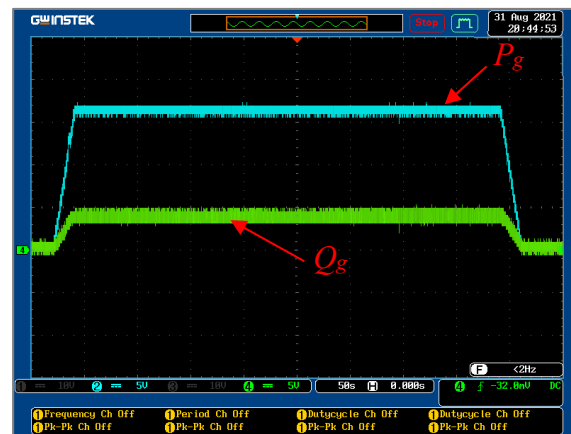 GWINSTEK
Stop
31 Aug 2021
20:44:53
Pg
Qg
4
F <2Hz
1 == 10V 2 == 5V 3 == 10V 4 == 5V 50s H 0.000s 4 f -32.0mV DC
1 Frequency Ch Off 1 Period Ch Off 1 Dutycycle Ch Off 1 Dutycycle Ch Off
1 Pk-Pk Ch Off 1 Pk-Pk Ch Off 1 Pk-Pk Ch Off 1 Pk-Pk Ch Off